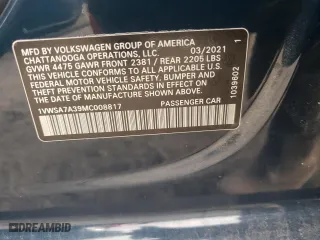 MFD BY VOLKSWAGEN GROUP OF AMERICA
CHATTANOOGA OPERATIONS, LLC. 03/2021
GVWR 4475 GAWR FRONT 2381 / REAR 2205 LBS
THIS VEHICLE CONFORMS TO ALL APPLICABLE
FEDERAL MOTOR VEHICLE SAFETY, BUMPER AND
THEFT PREVENTION STANDARDS IN EFFECT ON
THE DATE OF MANUFACTURE SHOWN ABOVE.
1VWSA7A39MC008817 PASSENGER CAR
1039802 1
DREAMBID